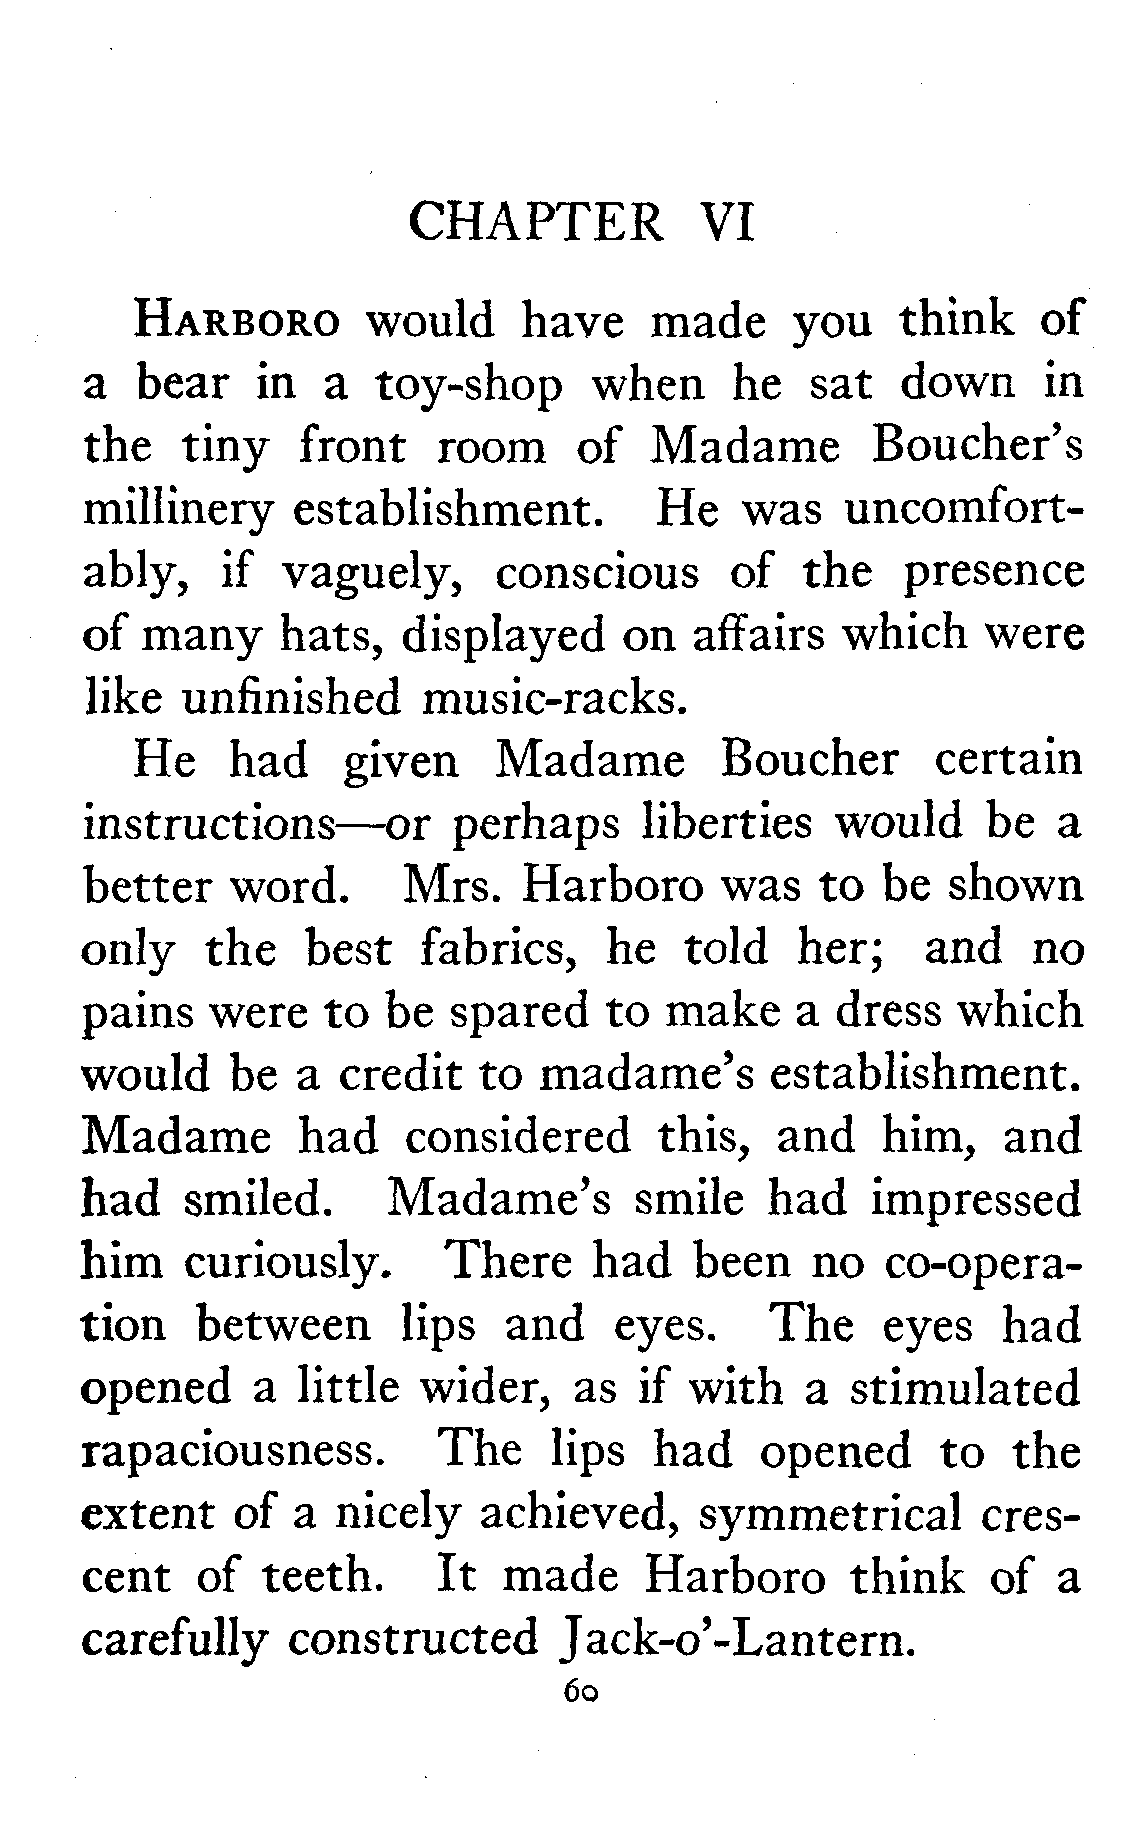 CHAPTER VI
HARBORO would have made you think of
a bear in a toy-shop when he sat down in
the tiny front room of Madame Boucher's
millinery establishment. He was uncomfort-
ably, if vaguely, conscious of the presence
of many hats, displayed on affairs which were
like unfinished music-racks.
He had given Madame Boucher certain
instructions—or perhaps liberties would be a
better word. Mrs. Harboro was to be shown
only the best fabrics, he told her; and no
pains were to be spared to make a dress which
would be a credit to madame's establishment.
Madame had considered this, and him, and
had smiled. Madame's smile had impressed
him curiously. There had been no co-opera-
tion between lips and eyes. The eyes had
opened a little wider, as if with a stimulated
rapaciousness. The lips had opened to the
extent of a nicely achieved, symmetrical cres-
cent of teeth. It made Harboro think of a
carefully constructed Jack-o'-Lantern.
60